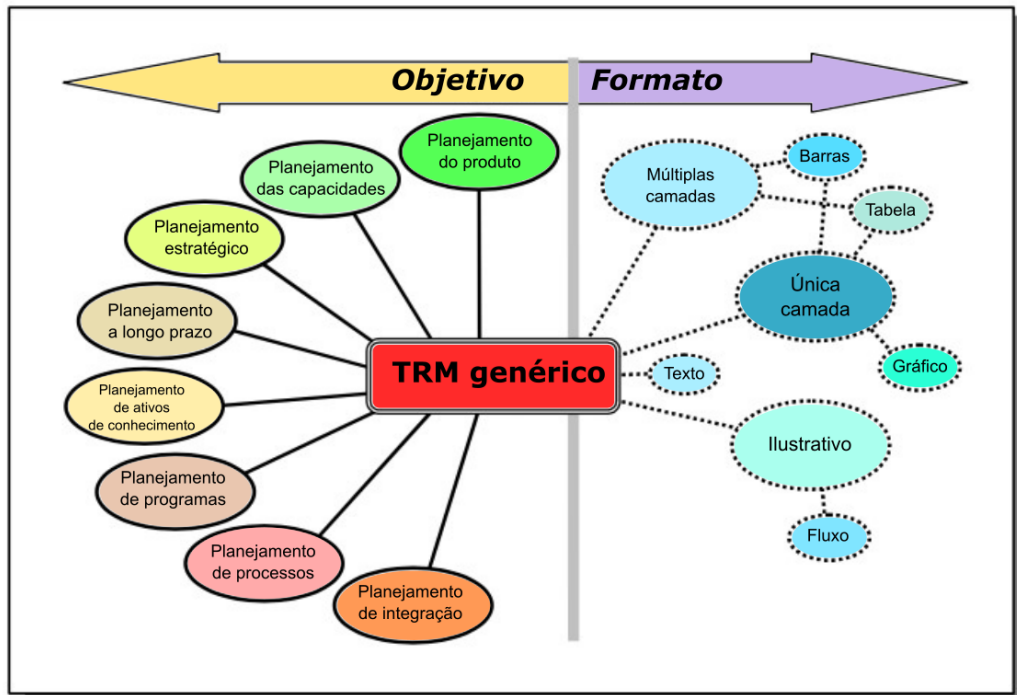 Objetivo
Formato
Planejamento
do produto
Planejamento
das capacidades
Planejamento
estratégico
Planejamento
a longo prazo
Planejamento
de ativos
de conhecimento
Planejamento
de programas
Planejamento
de processos
Planejamento
de integração
TRM genérico
Múltiplas
camadas
Barras
Tabela
Única
camada
Gráfico
Texto
Ilustrativo
Fluxo